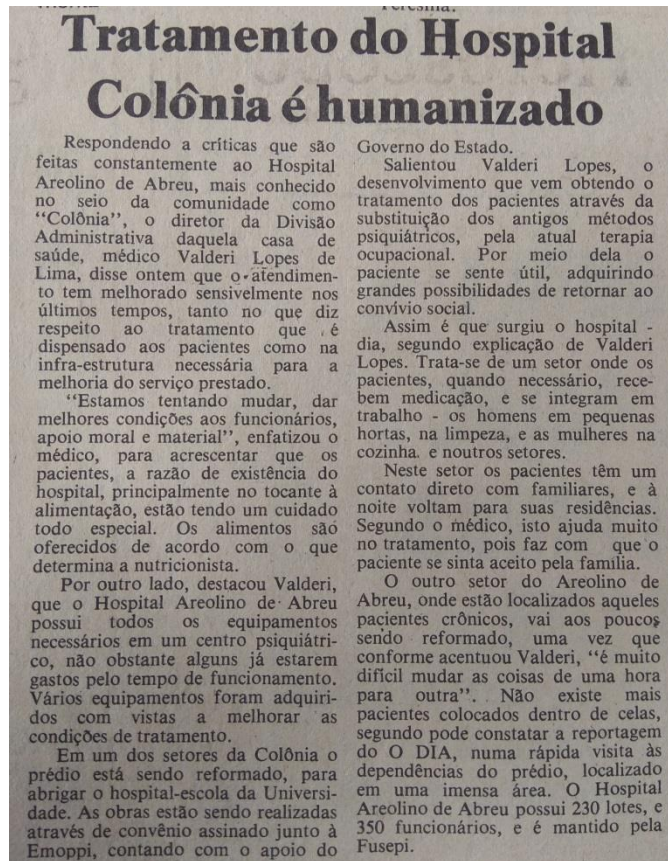 Teresina.
Tratamento do Hospital
Colônia é humanizado
Respondendo a críticas que são
feitas constantemente ao Hospital
Areolino de Abreu, mais conhecido
no seio da comunidade como
"Colônia", o diretor da Divisão
Administrativa daquela casa de
saúde, médico Valderi Lopes de
Lima, disse ontem que o atendimen-
to tem melhorado sensivelmente nos
últimos tempos, tanto no que diz
respeito ao tratamento que é
dispensado aos pacientes como na
infra-estrutura necessária para a
melhoria do serviço prestado.
"Estamos tentando mudar, dar
melhores condições aos funcionários,
apoio moral e material", enfatizou o
médico, para acrescentar que os
pacientes, a razão de existência do
hospital, principalmente no tocante à
alimentação, estão tendo um cuidado
todo especial. Os alimentos são
oferecidos de acordo com o que
determina a nutricionista.
Por outro lado, destacou Valderi,
que o Hospital Areolino de Abreu
possui todos os equipamentos
necessários em um centro psiquiátri-
co, não obstante alguns já estarem
gastos pelo tempo de funcionamento.
Vários equipamentos foram adquiri-
dos com vistas a melhorar as
condições de tratamento.
Em um dos setores da Colônia o
prédio está sendo reformado, para
abrigar o hospital-escola da Universi-
dade. As obras estão sendo realizadas
através de convênio assinado junto à
Emoppi, contando com o apoio do
Governo do Estado.
Salientou Valderi Lopes, o
desenvolvimento que vem obtendo o
tratamento dos pacientes através da
substituição dos antigos métodos
psiquiátricos, pela atual terapia
ocupacional. Por meio dela o
paciente se sente útil, adquirindo
grandes possibilidades de retornar ao
convívio social.
Assim é que surgiu o hospital -
dia, segundo explicação de Valderi
Lopes. Trata-se de um setor onde os
pacientes, quando necessário, rece-
bem medicação, e se integram em
trabalho - os homens em pequenas
hortas, na limpeza, e as mulheres na
cozinha e noutros setores.
Neste setor os pacientes têm um
contato direto com familiares, e à
noite voltam para suas residências.
Segundo o médico, isto ajuda muito
no tratamento, pois faz com que o
paciente se sinta aceito pela família.
O outro setor do Areolino de
Abreu, onde estão localizados aqueles
pacientes crônicos, vai aos poucos
sendo reformado, uma vez que
conforme acentuou Valderi, "é muito
difícil mudar as coisas de uma hora
para outra". Não existe mais
pacientes colocados dentro de celas,
segundo pode constatar a reportagem
do O DIA, numa rápida visita às
dependências do prédio, localizado
em uma imensa área. O Hospital
Areolino de Abreu possui 230 lotes, e
350 funcionários, e é mantido pela
Fusepi.